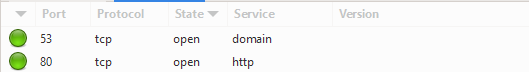 Port Protocol State Service Version
53 tcp open domain
80 tcp open http